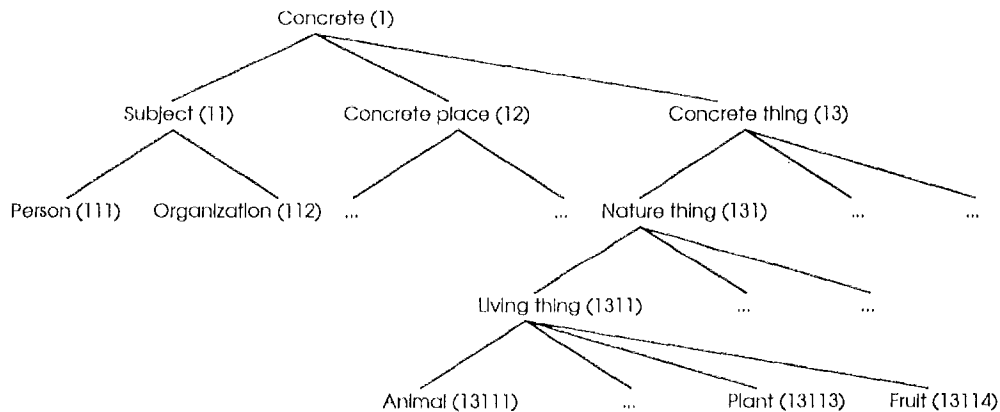 Concrete (1)
Subject (11) Concrete place (12) Concrete thing (13)
Person (111) Organization (112) ... ... Nature thing (131) ... ...
Living thing (1311) ... ...
Animal (13111) ... Plant (13113) Fruit (13114)